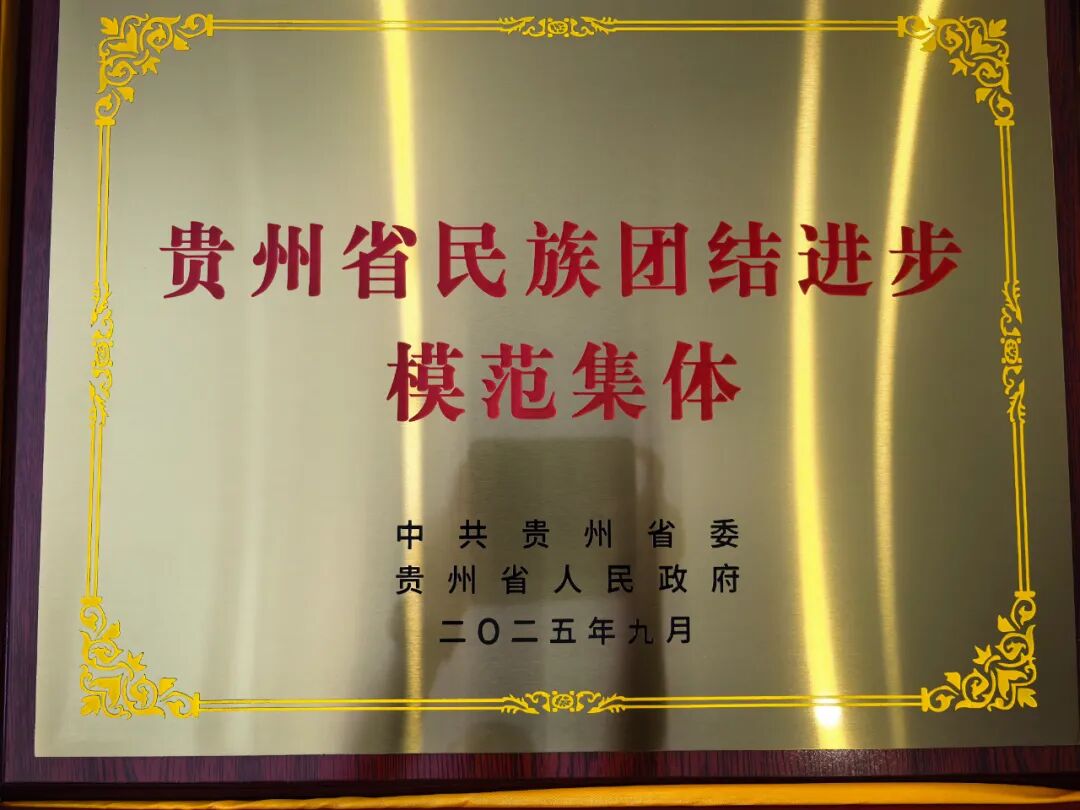 贵州省民族团结进步
模范集体
中共贵州省委
贵州省人民政府
二〇二五年九月